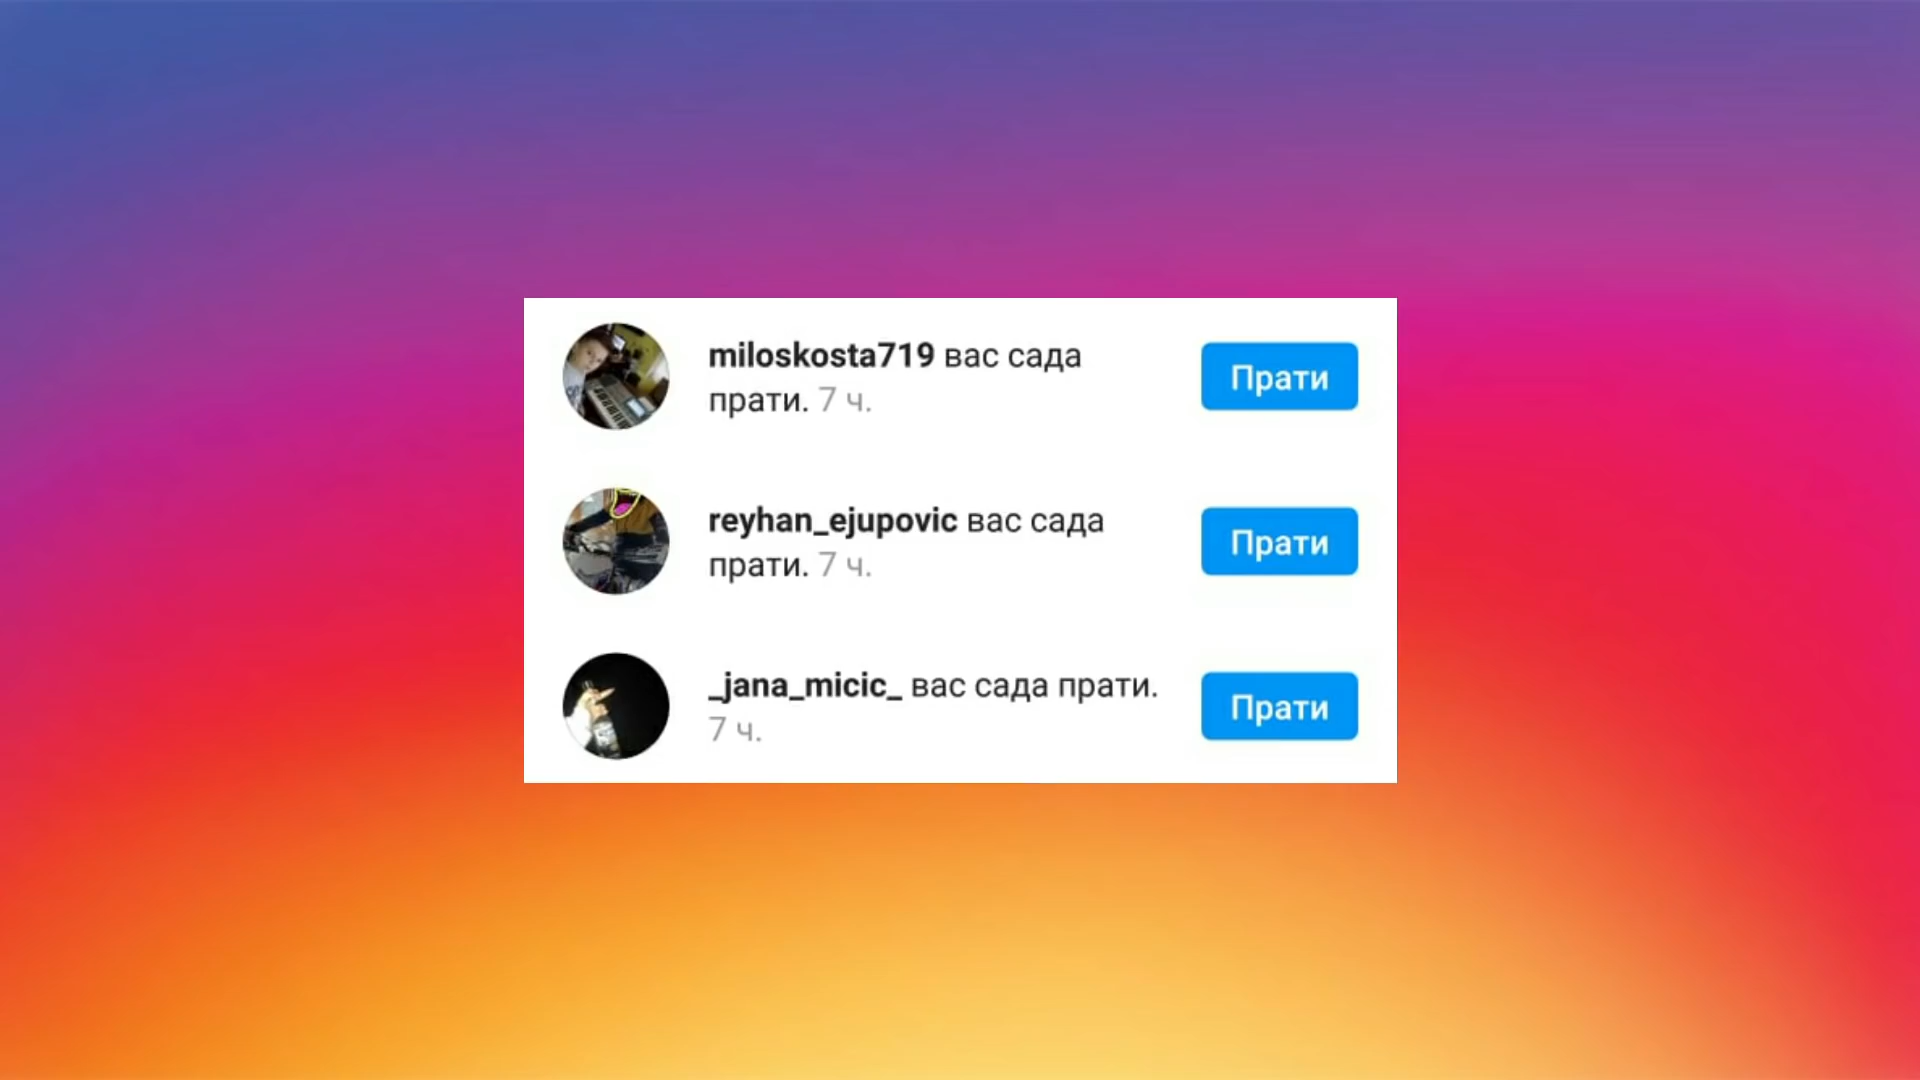 miloskosta719 вас сада
прати. 7 ч.
Прати
reyhan_ejupovic вас сада
прати. 7 ч.
Прати
_jana_micic_ вас сада прати.
7 ч.
Прати